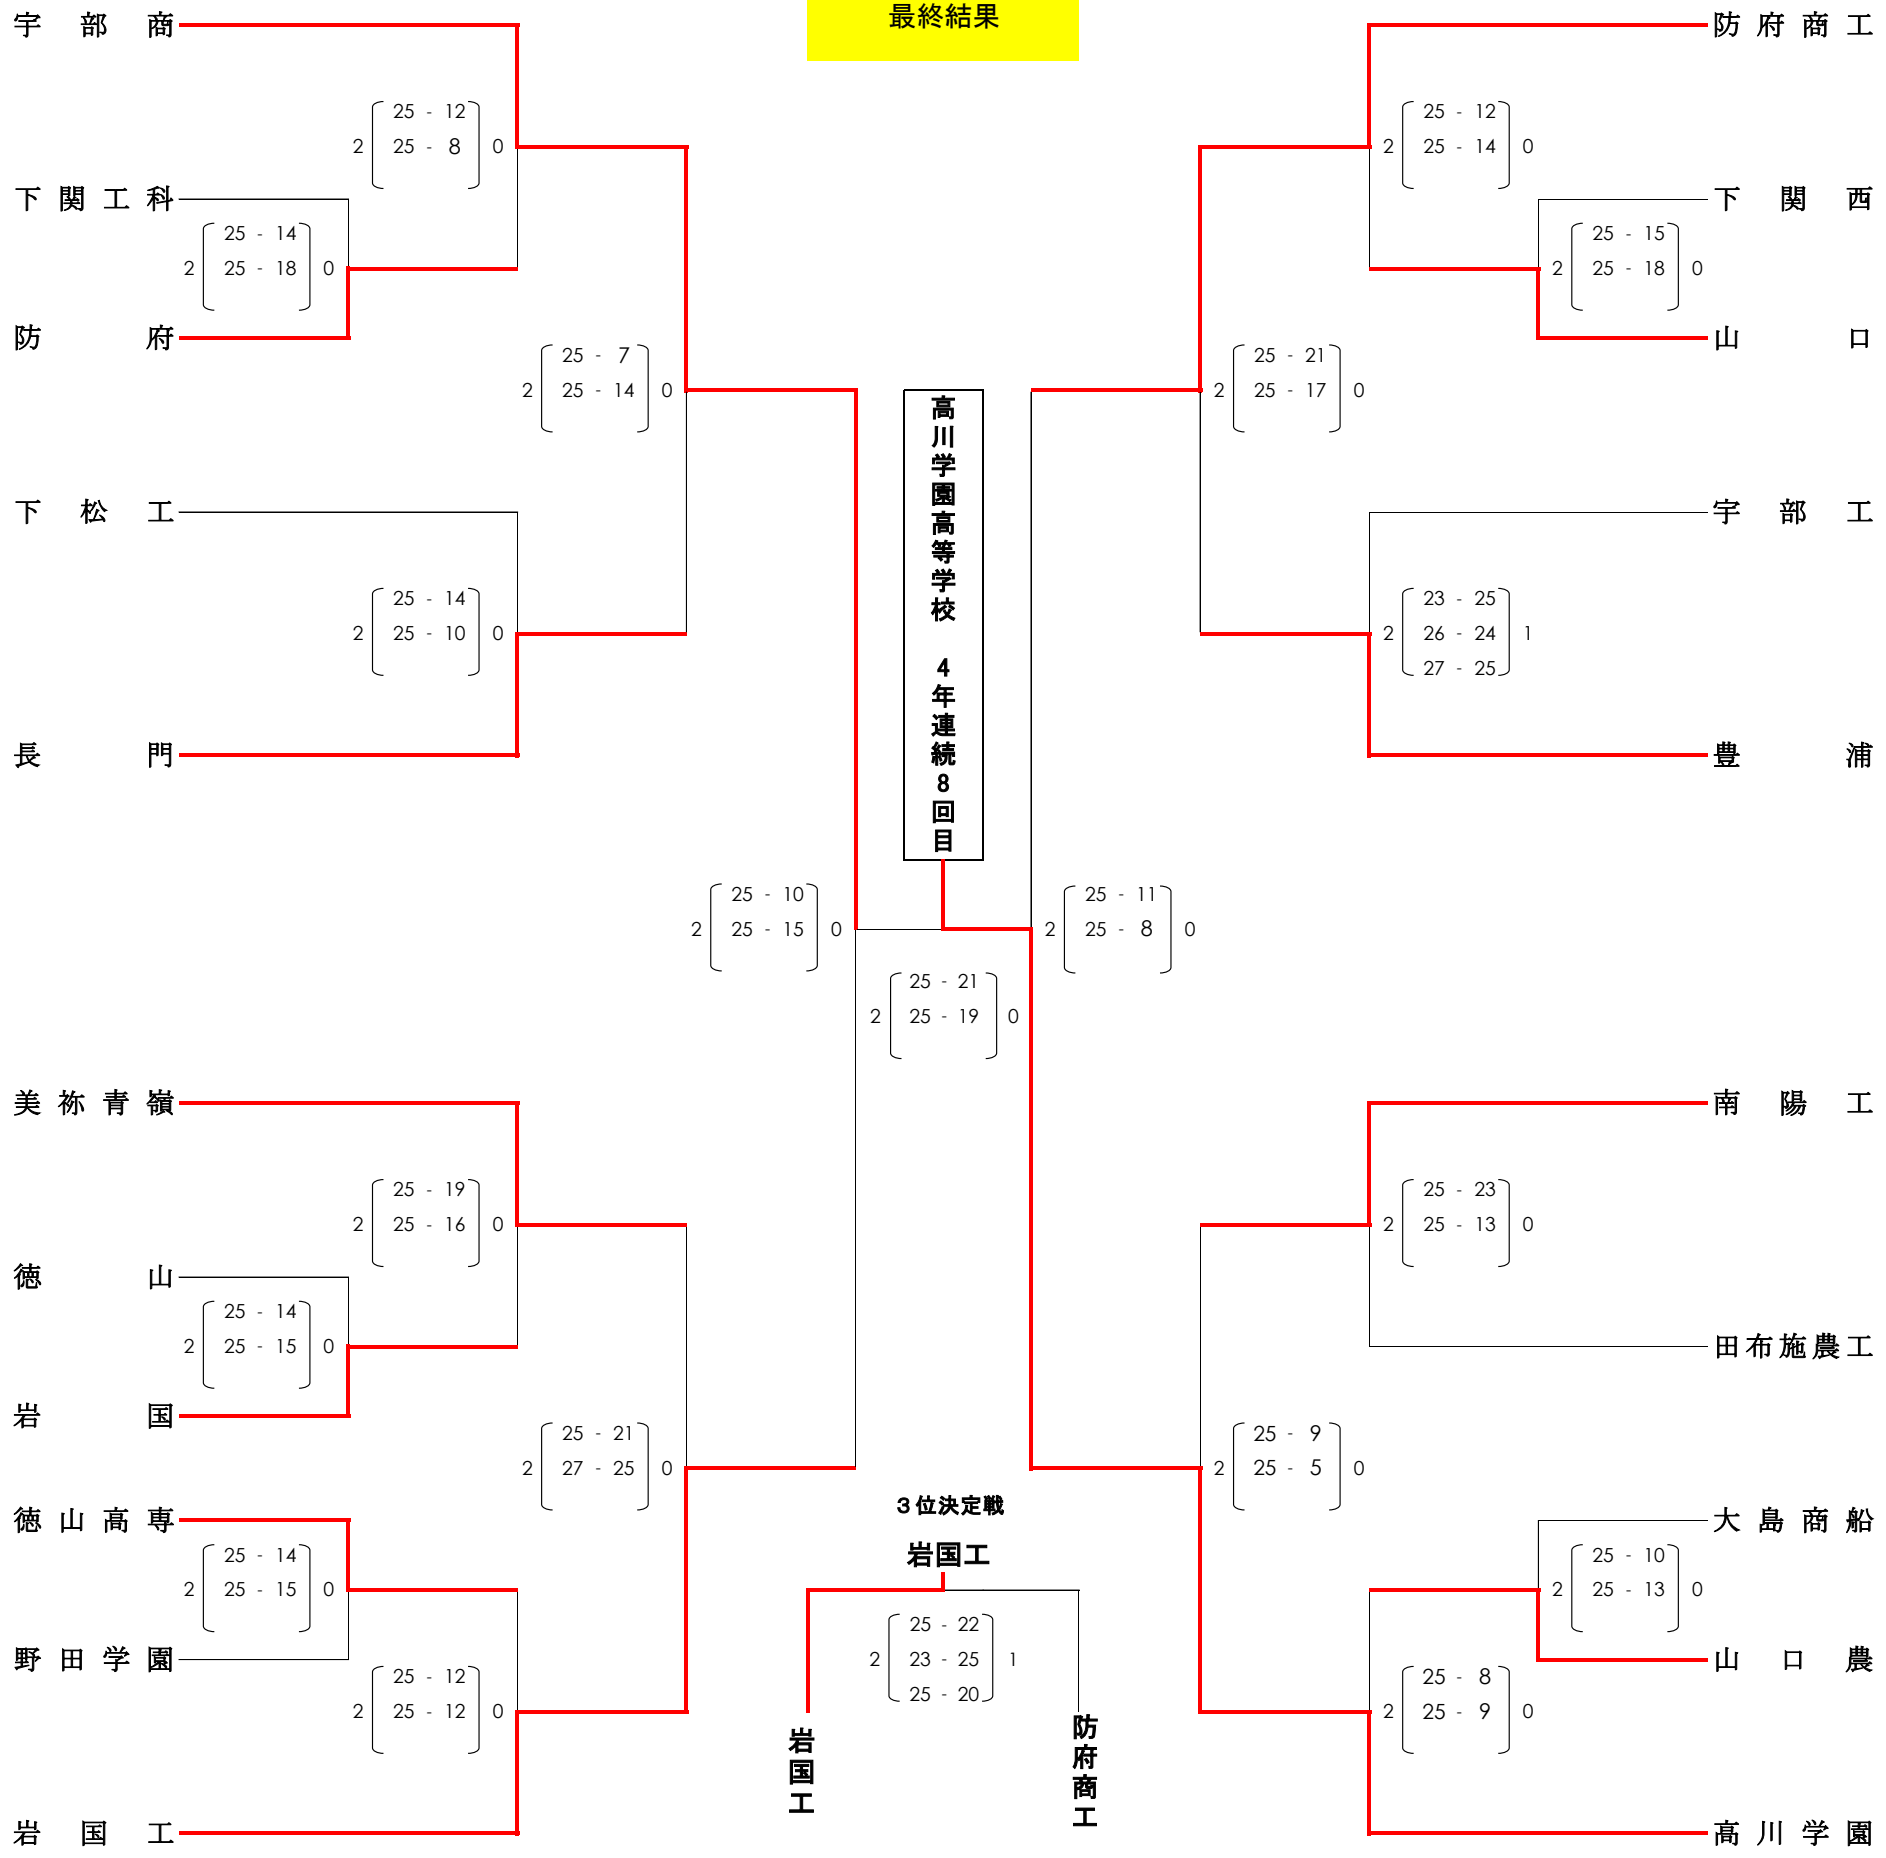 最終結果
宇部商
25 - 12
2 25 - 8 0
下関工科
25 - 14
2 25 - 18 0
防府
25 - 7
2 25 - 14 0
下松工
25 - 14
2 25 - 10 0
長門
25 - 10
2 25 - 15 0
美祢青嶺
25 - 19
2 25 - 16 0
徳山
25 - 14
2 25 - 15 0
岩国
25 - 21
2 27 - 25 0
徳山高専
25 - 14
2 25 - 15 0
野田学園
25 - 12
2 25 - 12 0
岩国工
高川学園高等学校 4年連続8回目
25 - 21
2 25 - 19 0
3位決定戦
岩国工
25 - 22
2 23 - 25 1
25 - 20
岩国工
防府商工
防府商工
25 - 12
2 25 - 14 0
下関西
25 - 15
2 25 - 18 0
山口
25 - 21
2 25 - 17 0
宇部工
23 - 25
2 26 - 24 1
27 - 25
豊浦
25 - 11
2 25 - 8 0
南陽工
25 - 23
2 25 - 13 0
田布施農工
25 - 9
2 25 - 5 0
大島商船
25 - 10
2 25 - 13 0
山口農
25 - 8
2 25 - 9 0
高川学園